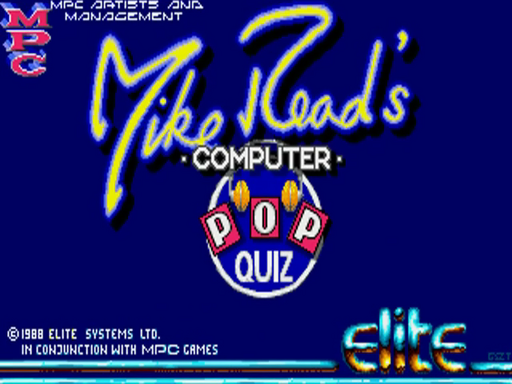 MPC ARTISTS AND
MANAGEMENT
MPC
Mike Read's
· COMPUTER ·
POP
QUIZ
©1988 ELITE SYSTEMS LTD.
IN CONJUNCTION WITH MPC GAMES
elite